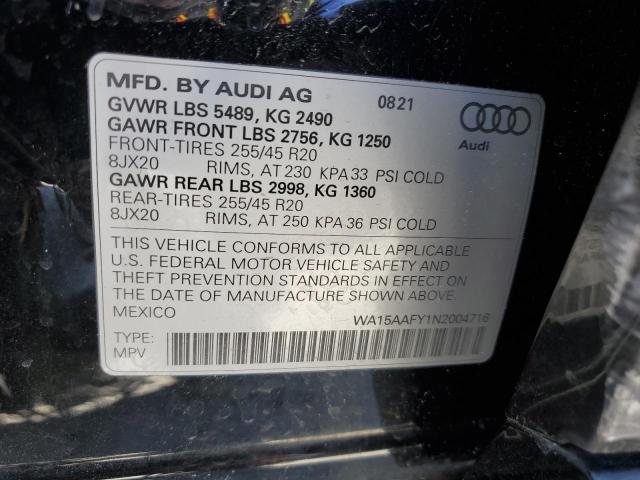 MFD. BY AUDI AG 0821
GVWR LBS 5489, KG 2490
GAWR FRONT LBS 2756, KG 1250
FRONT-TIRES 255/45 R20
8JX20 RIMS, AT 230 KPA 33 PSI COLD
GAWR REAR LBS 2998, KG 1360
REAR-TIRES 255/45 R20
8JX20 RIMS, AT 250 KPA 36 PSI COLD
Audi
THIS VEHICLE CONFORMS TO ALL APPLICABLE
U.S. FEDERAL MOTOR VEHICLE SAFETY AND
THEFT PREVENTION STANDARDS IN EFFECT ON
THE DATE OF MANUFACTURE SHOWN ABOVE.
MEXICO WA15AAFY1N2004716
TYPE:
MPV